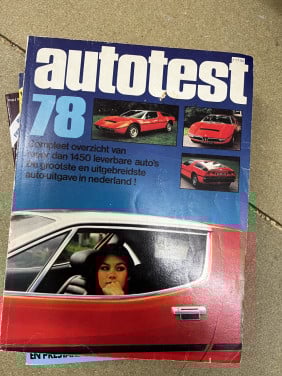 autotest
78
Compleet overzicht van
meer dan 1450 leverbare auto's
De grootste en uitgebreidste
auto-uitgave in nederland!
EN PRESTA